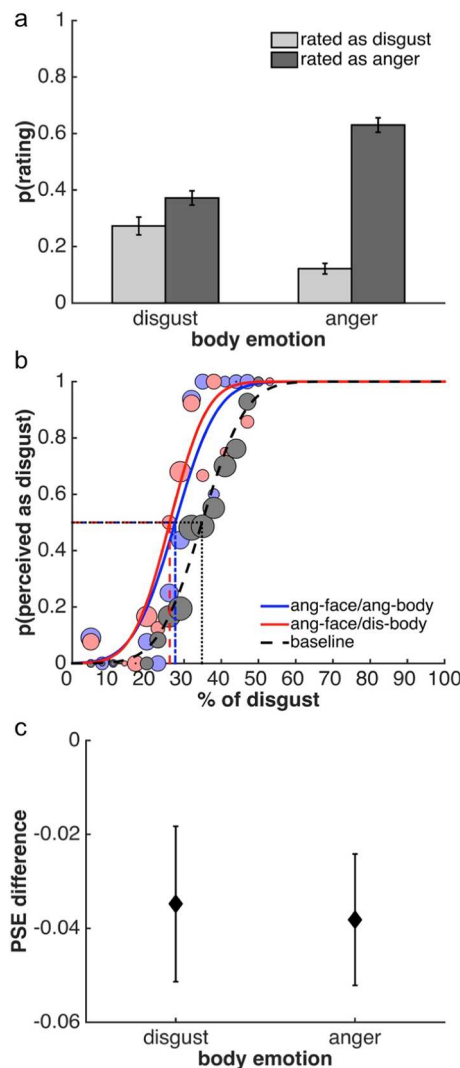 a
rated as disgust
rated as anger
1
0.8
0.6
0.4
0.2
0
p(rating)
disgust anger
body emotion
b
1
0.8
0.6
0.4
0.2
0
p(perceived as disgust)
ang-face/ang-body
ang-face/dis-body
baseline
0 10 20 30 40 50 60 70 80 90 100
% of disgust
c
0
-0.02
-0.04
-0.06
PSE difference
disgust anger
body emotion